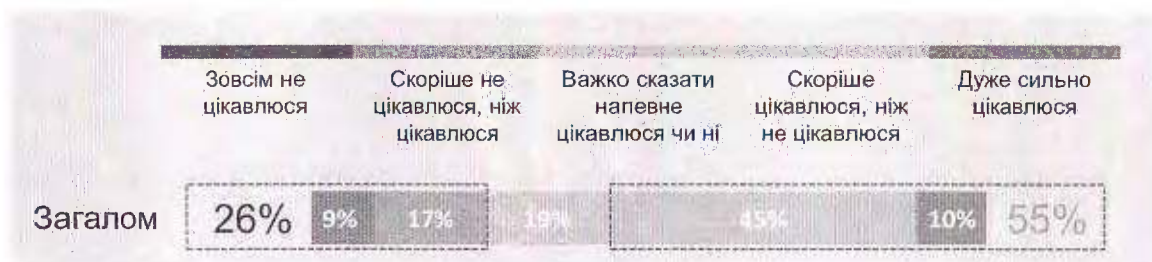 Зовсім не
цікавлюся
Скоріше не
цікавлюся, ніж
цікавлюся
Важко сказати
напевне
цікавлюся чи ні
Скоріше
цікавлюся, ніж
не цікавлюся
Дуже сильно
цікавлюся
Загалом 26% 9% 17% 19% 45% 10% 55%